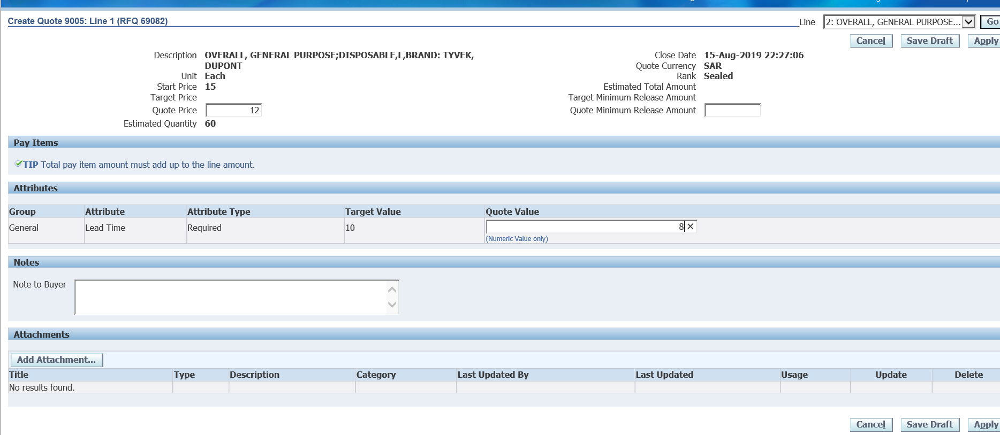 Create Quote 9005: Line 1 (RFQ 69082)
Line 2: OVERALL, GENERAL PURPOSE... Go
Cancel Save Draft Apply
Description OVERALL, GENERAL PURPOSE;DISPOSABLE,L,BRAND: TYVEK,
DUPONT
Unit Each
Start Price 15
Target Price
Quote Price 12
Estimated Quantity 60
Close Date 15-Aug-2019 22:27:06
Quote Currency SAR
Rank Sealed
Estimated Total Amount
Target Minimum Release Amount
Quote Minimum Release Amount
Pay Items
TIP Total pay item amount must add up to the line amount.
Attributes
Group Attribute Attribute Type Target Value Quote Value
General Lead Time Required 10 8
(Numeric Value only)
Notes
Note to Buyer
Attachments
Add Attachment...
Title Type Description Category Last Updated By Last Updated Usage Update Delete
No results found.
Cancel Save Draft Apply